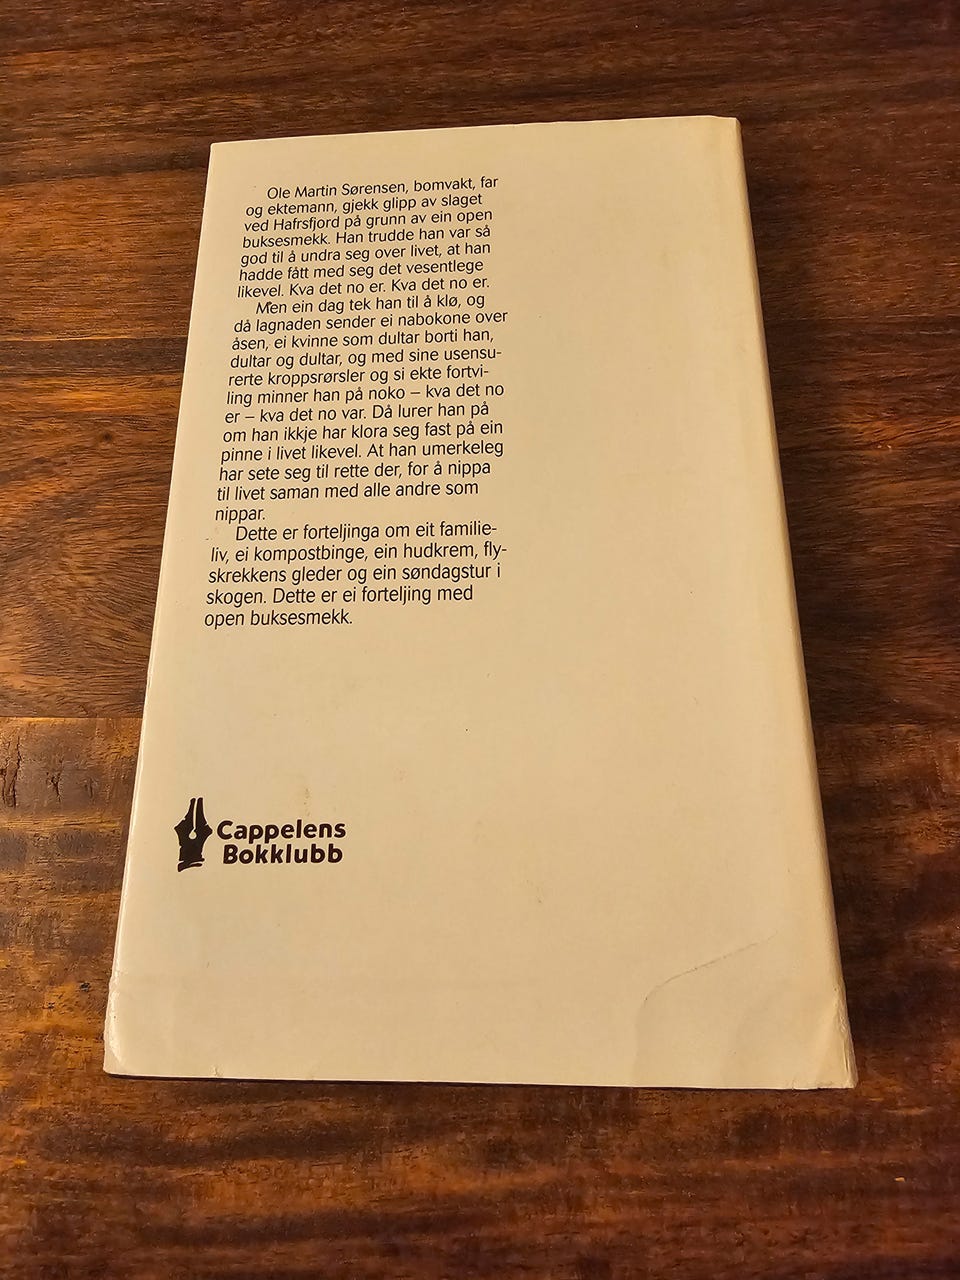 Ole Martin Sørensen, bomvakt, far
og ektemann, gjekk glipp av slaget
ved Hafrsfjord på grunn av ein open
buksesmekk. Han trudde han var så
god til å undra seg over livet, at han
hadde fått med seg det vesentlege
likevel. Kva det no er. Kva det no er.
Men ein dag tek han til å klø, og
då lagnaden sender ei nabokone over
åsen, ei kvinne som dultar borti han,
dultar og dultar, og med sine usensu-
rerte kroppsrørsler og si ekte fortvi-
ling minner han på noko – kva det no
er – kva det no var. Då lurer han på
om han ikkje har klora seg fast på ein
pinne i livet likevel. At han umerkeleg
har sete seg til rette der, for å nippa
til livet saman med alle andre som
nippar.
Dette er forteljinga om eit familie-
liv, ei kompostbinge, ein hudkrem, fly-
skrekkens gleder og ein søndagstur i
skogen. Dette er ei forteljing med
open buksesmekk.
Cappelens
Bokklubb